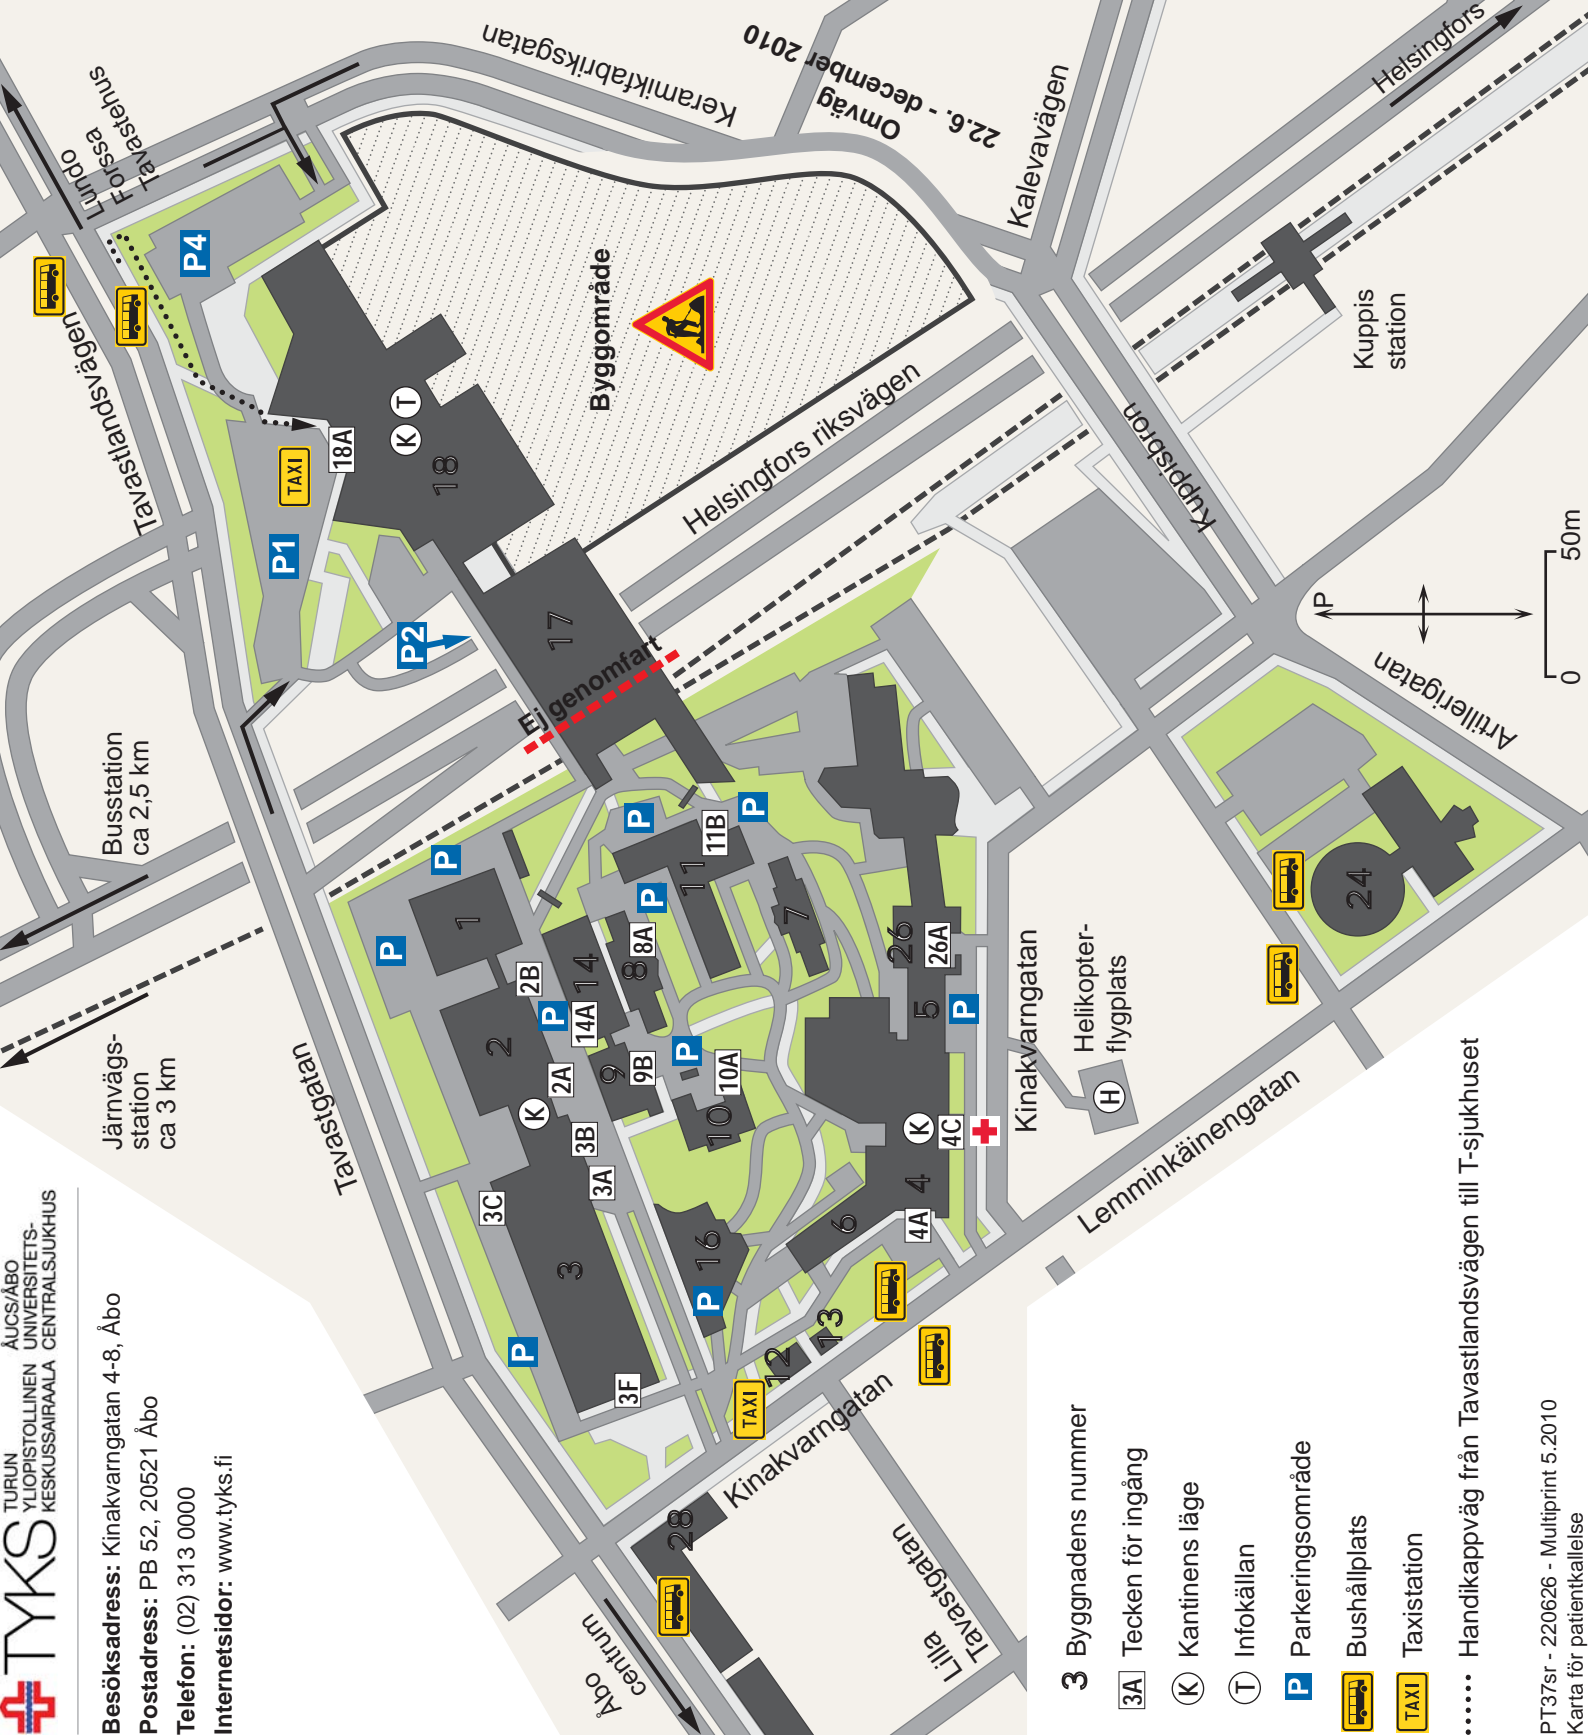 TYKS
TURUN
YLIOPISTOLLINEN
KESKUSSAIRAALA
ÅUCS/ÅBO
UNIVERSITETS-
CENTRALSJUKHUS
Besöksadress: Kinakvarngatan 4-8, Åbo
Postadress: PB 52, 20521 Åbo
Telefon: (02) 313 0000
Internetsidor: www.tyks.fi
Järnvägs-
station
ca 3 km
Busstation
ca 2,5 km
Tavastlandsvägen
Lundo
Forssa
Tavastehus
Keramikfabriksgatan
Omväg
22.6. - december 2010
Kalevavägen
Helsingfors
Byggområde
Helsingfors riksvägen
Kuppisbron
Kuppis
station
Ej genomfart
Tavastgatan
Artillerigatan
Kinakvarngatan
Helikopter-
flygplats
H
Lemminkäinengatan
Kinakvarngatan
Lilla
Tavastgatan
Åbo
centrum
P4
P1
P2
TAXI
18A
18
K
T
17
P
P
P
P
P
P
P
P
P
P
P
1
2
2B
2A
K
3
3C
3B
3A
3F
14
14A
8
8A
9
9B
10
10A
11
11B
7
16
6
4
4A
4C
K
5
26
26A
12
13
TAXI
24
28
P
0
50m
3 Byggnadens nummer
3A Tecken för ingång
K Kantinens läge
T Infokällan
P Parkeringsområde
Bushållplats
TAXI Taxistation
Handikappväg från Tavastlandsvägen till T-sjukhuset
PT37sr - 220626 - Multiprint 5.2010
Karta för patientkallelse